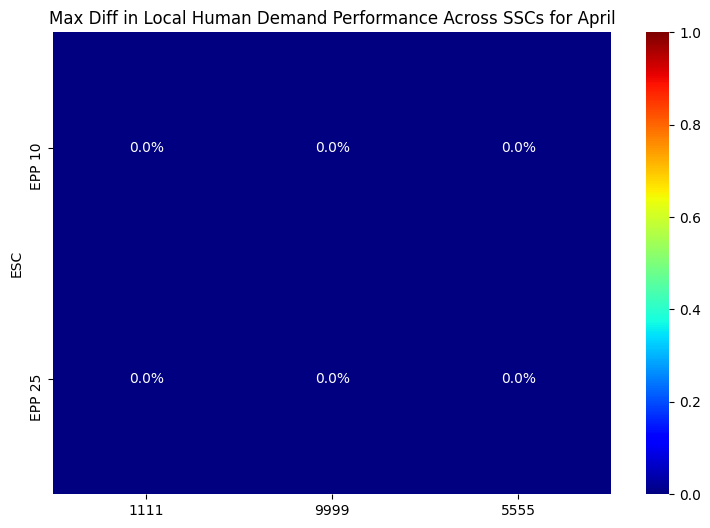 Max Diff in Local Human Demand Performance Across SSCs for April
ESC
EPP 10
0.0% 0.0% 0.0%
EPP 25
0.0% 0.0% 0.0%
1111 9999 5555
1.0
0.8
0.6
0.4
0.2
0.0